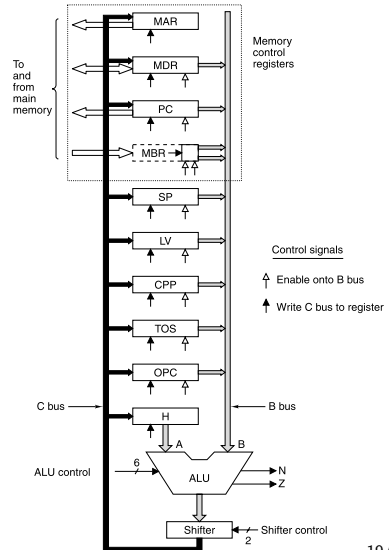 MAR
To
and
from
main
memory
Memory
control
registers
MDR
PC
MBR
SP
LV
Control signals
Enable onto B bus
Write C bus to register
CPP
TOS
OPC
C bus
B bus
H
A
B
6
ALU control
ALU
N
Z
Shifter
Shifter control
2